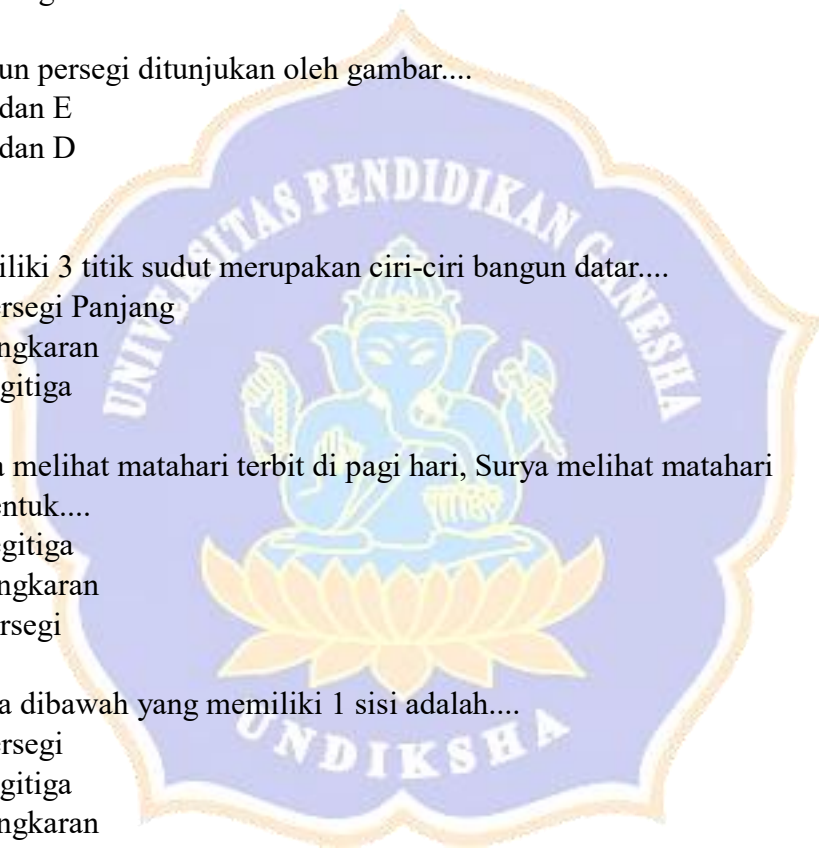 un persegi ditunjukan oleh gambar....
dan E
dan D
UNIVERSITAS PENDIDIKAN GANESHA
iliki 3 titik sudut merupakan ciri-ciri bangun datar....
ersegi Panjang
ngkaran
gitiga
melihat matahari terbit di pagi hari, Surya melihat matahari
entuk....
gitiga
ngkaran
rsegi
a dibawah yang memiliki 1 sisi adalah....
ersegi
gitiga
ngkaran
UNDIKSHA